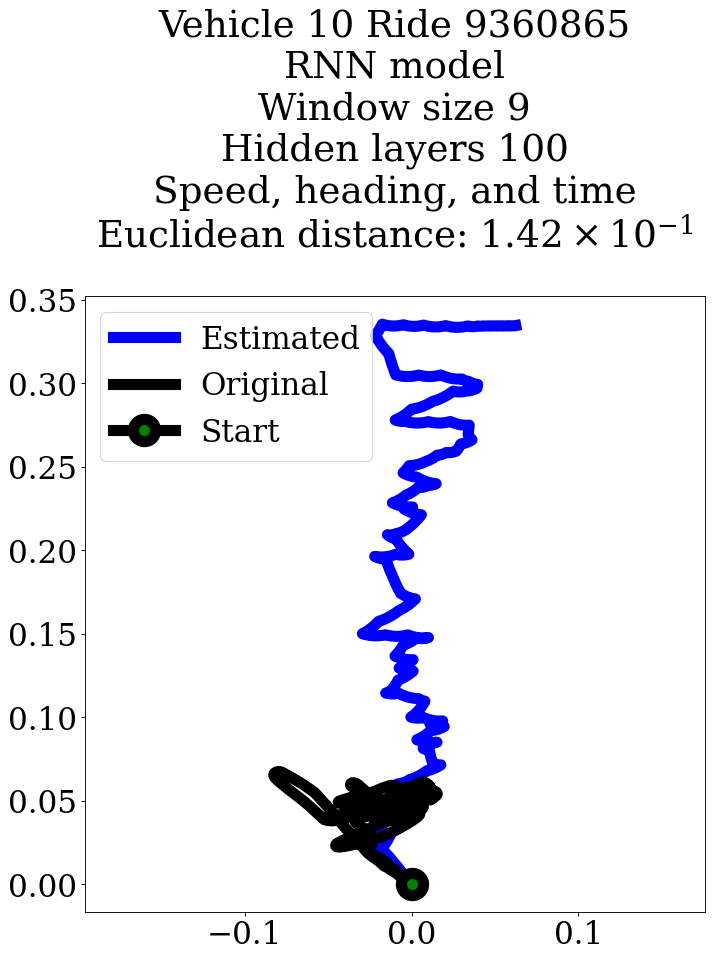 Vehicle 10 Ride 9360865
RNN model
Window size 9
Hidden layers 100
Speed, heading, and time
Euclidean distance: 1.42 × 10⁻¹
0.35
0.30
0.25
0.20
0.15
0.10
0.05
0.00
Estimated
Original
Start
−0.1
0.0
0.1